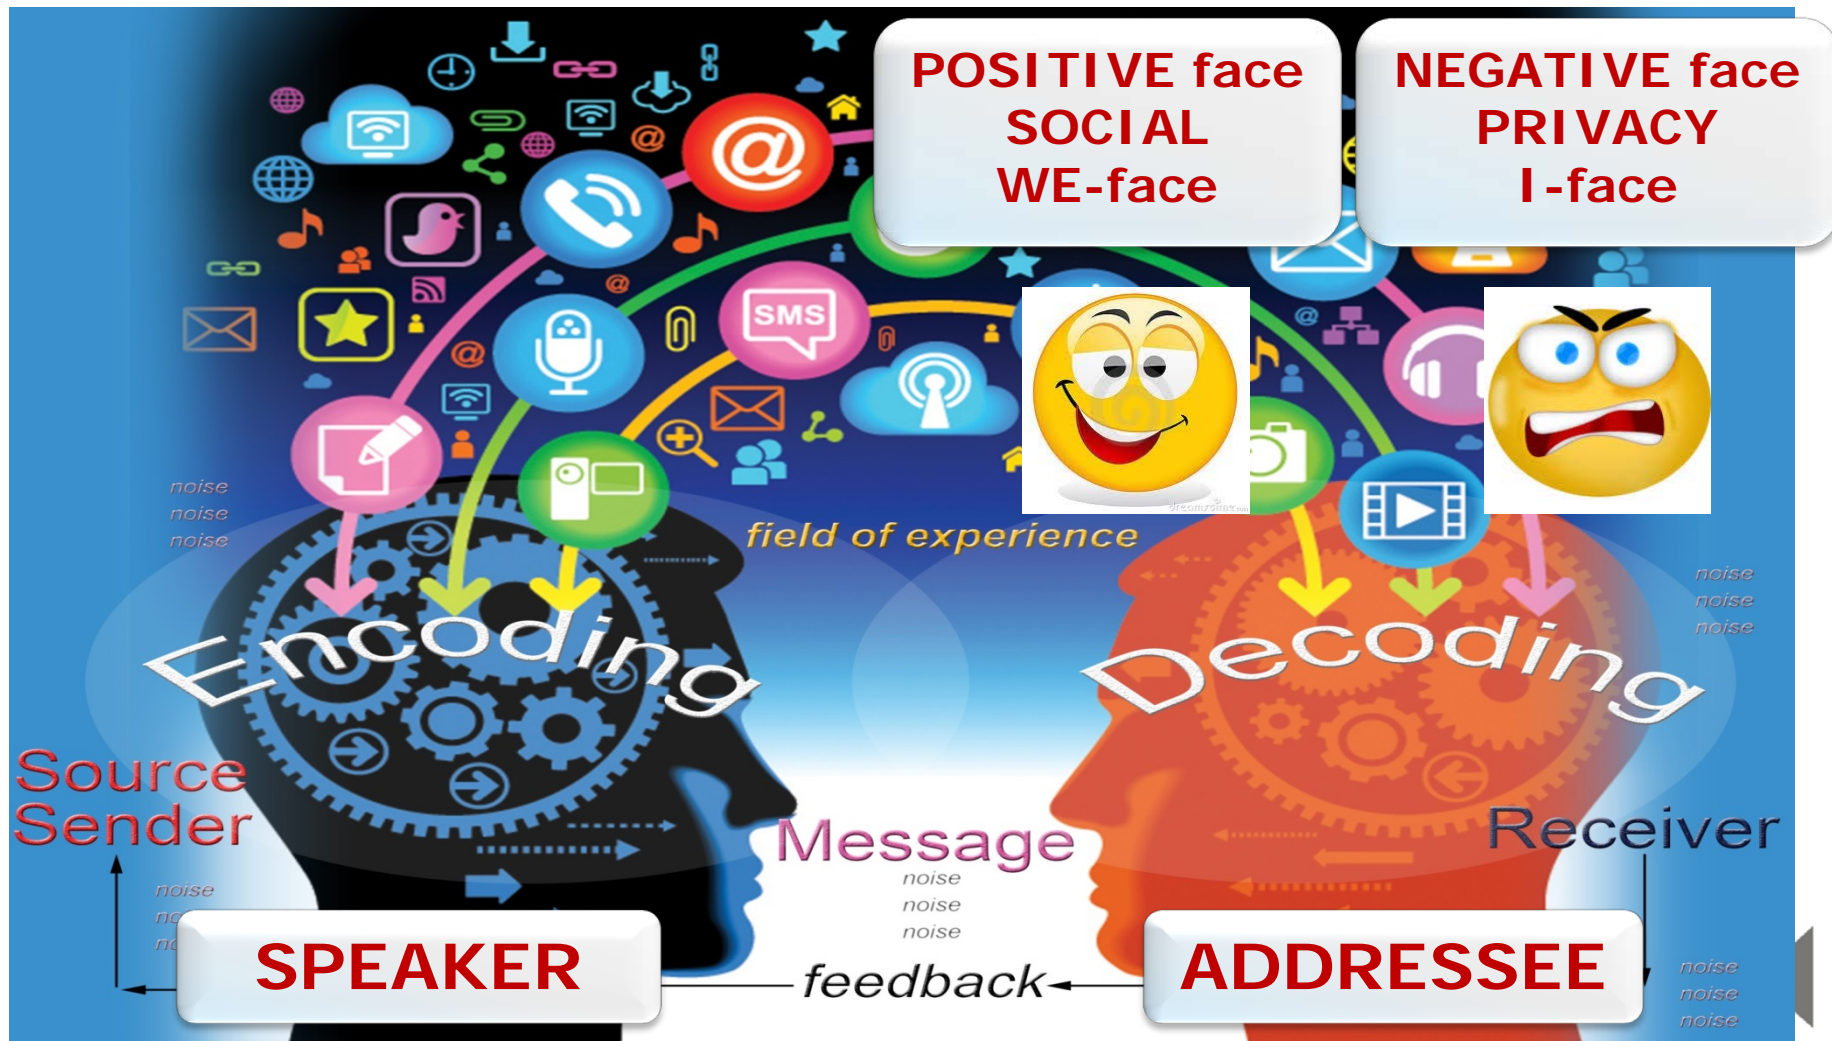 POSITIVE face
SOCIAL
WE-face
NEGATIVE face
PRIVACY
I-face
@
SMS
noise
noise
noise
field of experience
noise
noise
noise
Encoding
Decoding
Source
Sender
Message
Receiver
noise
noise
noise
noise
SPEAKER
feedback
ADDRESSEE
noise
noise
noise